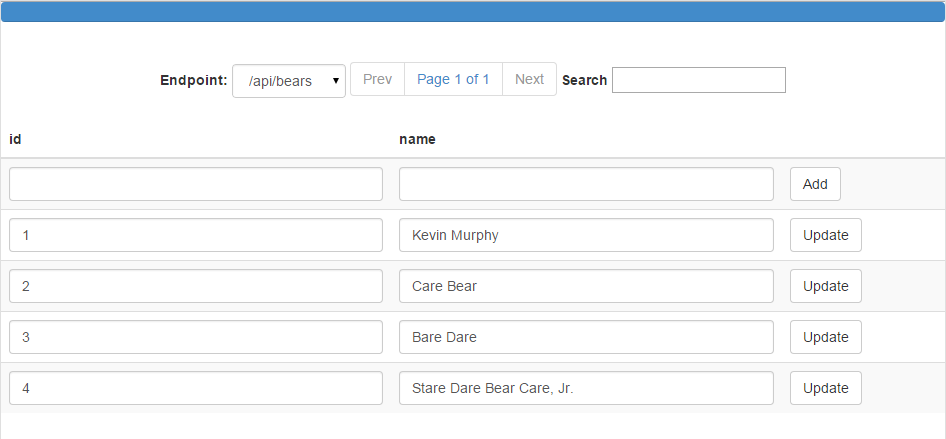 Endpoint: /api/bears Prev Page 1 of 1 Next Search
id name
Add
1 Kevin Murphy Update
2 Care Bear Update
3 Bare Dare Update
4 Stare Dare Bear Care, Jr. Update